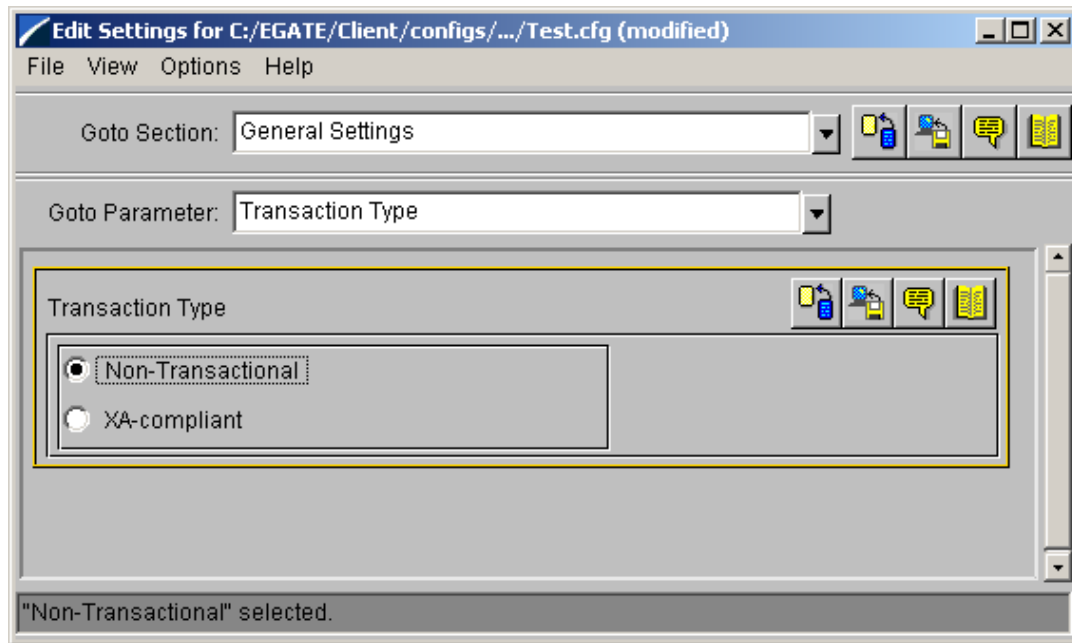 Edit Settings for C:/EGATE/Client/configs/.../Test.cfg (modified)
File View Options Help
Goto Section: General Settings
Goto Parameter: Transaction Type
Transaction Type
Non-Transactional
XA-compliant
"Non-Transactional" selected.